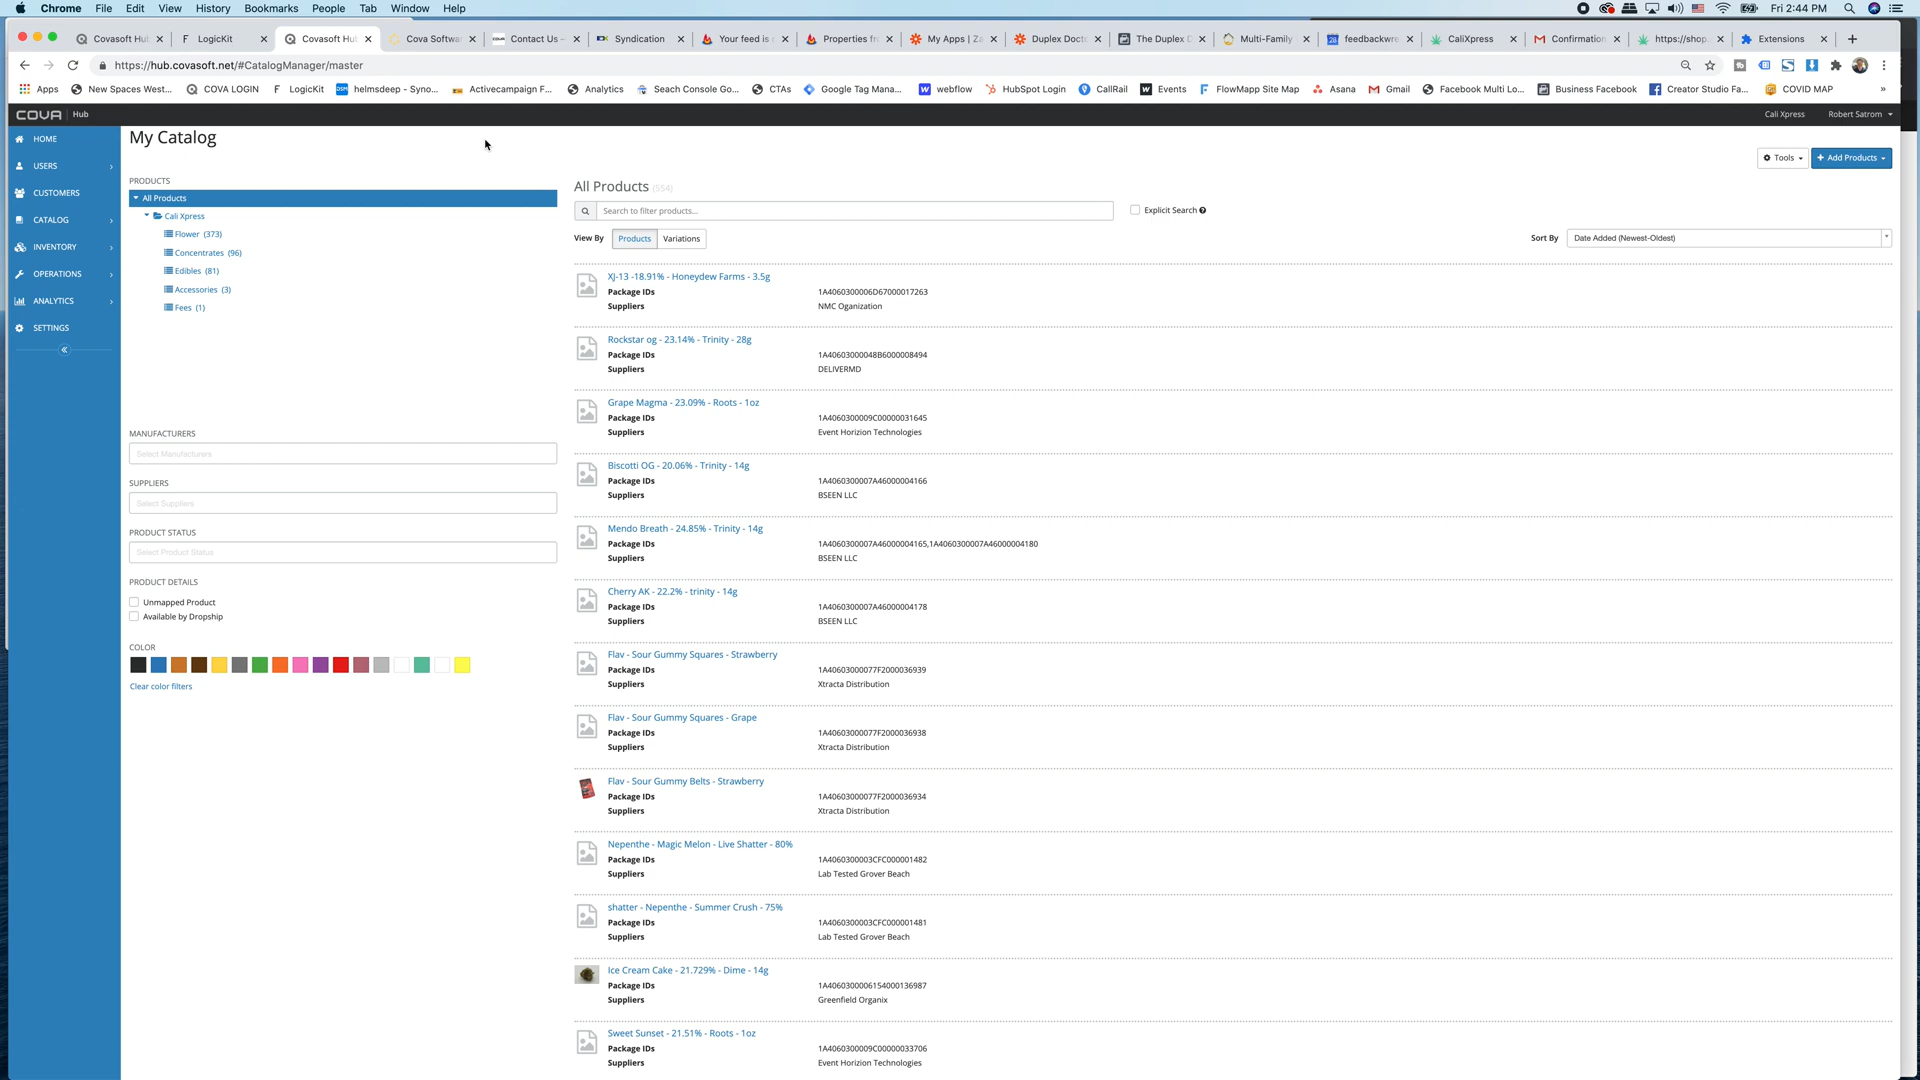 Chrome File Edit View History Bookmarks People Tab Window Help Fri 2:44 PM
Covasoft Hu LogicKit Covasoft Hu Cova Softwa Contact Us - Syndication Your feed is Properties fr My Apps | Za Duplex Doct The Duplex D Multi-Family feedbackwre CaliXpress Confirmation https://shop. Extensions
https://hub.covasoft.net/#CatalogManager/master
Apps New Spaces West... COVA LOGIN LogicKit helmsdeep - Syno... Activecampaign F... Analytics Seach Console Go... CTAs Google Tag Mana... webflow HubSpot Login CallRail Events FlowMapp Site Map Asana Gmail Facebook Multi Lo... Business Facebook Creator Studio Fa... COVID MAP »
COVA Hub Cali Xpress Robert Satrom
HOME
USERS
CUSTOMERS
CATALOG
INVENTORY
OPERATIONS
ANALYTICS
SETTINGS
My Catalog
Tools + Add Products
PRODUCTS
All Products
Cali Xpress
Flower (373)
Concentrates (96)
Edibles (81)
Accessories (3)
Fees (1)
MANUFACTURERS
Select Manufacturers
SUPPLIERS
Select Suppliers
PRODUCT STATUS
Select Product Status
PRODUCT DETAILS
Unmapped Product
Available by Dropship
COLOR
Clear color filters
All Products (554)
Search to filter products... Explicit Search
View By Products Variations Sort By Date Added (Newest-Oldest)
XJ-13 -18.91% - Honeydew Farms - 3.5g
Package IDs 1A4060300006D67000017263
Suppliers NMC Oganization
Rockstar og - 23.14% - Trinity - 28g
Package IDs 1A40603000048B6000008494
Suppliers DELIVERMD
Grape Magma - 23.09% - Roots - 1oz
Package IDs 1A4060300009C00000031645
Suppliers Event Horizion Technologies
Biscotti OG - 20.06% - Trinity - 14g
Package IDs 1A4060300007A46000004166
Suppliers BSEEN LLC
Mendo Breath - 24.85% - Trinity - 14g
Package IDs 1A4060300007A46000004165,1A4060300007A46000004180
Suppliers BSEEN LLC
Cherry AK - 22.2% - trinity - 14g
Package IDs 1A4060300007A46000004178
Suppliers BSEEN LLC
Flav - Sour Gummy Squares - Strawberry
Package IDs 1A40603000077F2000036939
Suppliers Xtracta Distribution
Flav - Sour Gummy Squares - Grape
Package IDs 1A40603000077F2000036938
Suppliers Xtracta Distribution
Flav - Sour Gummy Belts - Strawberry
Package IDs 1A40603000077F2000036934
Suppliers Xtracta Distribution
Nepenthe - Magic Melon - Live Shatter - 80%
Package IDs 1A4060300003CFC000001482
Suppliers Lab Tested Grover Beach
shatter - Nepenthe - Summer Crush - 75%
Package IDs 1A4060300003CFC000001481
Suppliers Lab Tested Grover Beach
Ice Cream Cake - 21.729% - Dime - 14g
Package IDs 1A4060300006154000136987
Suppliers Greenfield Organix
Sweet Sunset - 21.51% - Roots - 1oz
Package IDs 1A4060300009C00000033706
Suppliers Event Horizion Technologies